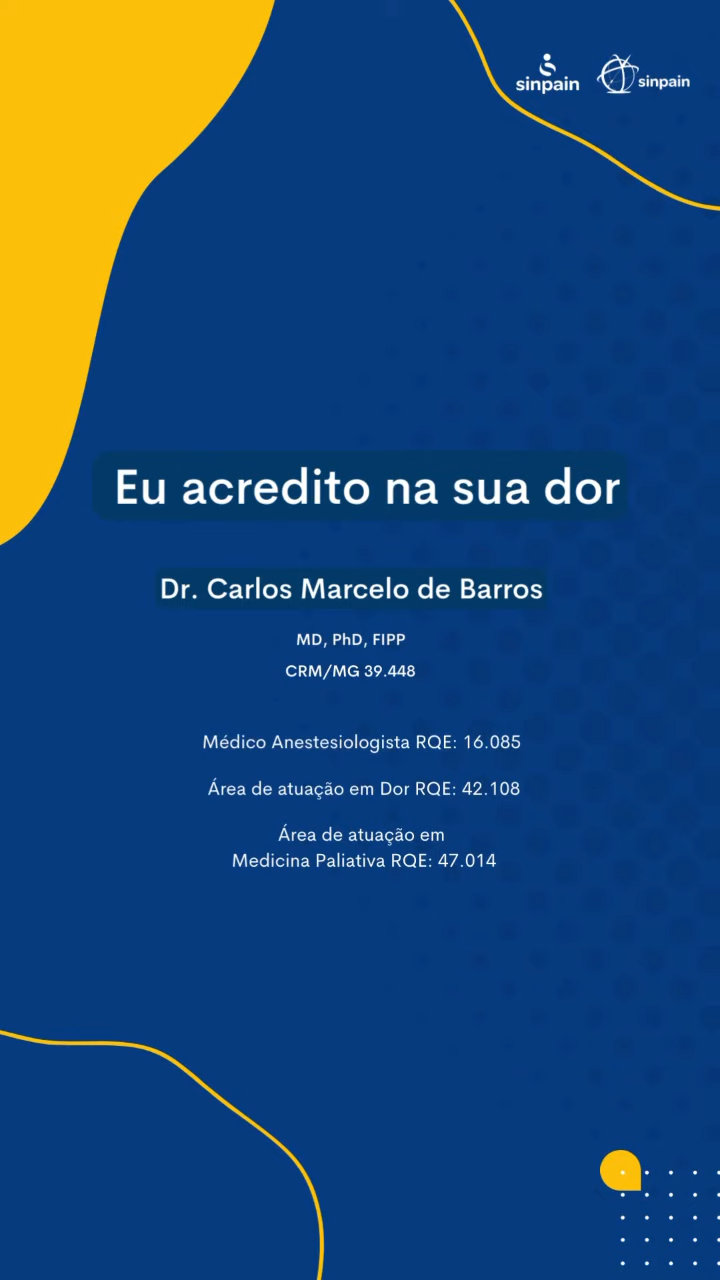 sinpain
sinpain
Eu acredito na sua dor
Dr. Carlos Marcelo de Barros
MD, PhD, FIPP
CRM/MG 39.448
Médico Anestesiologista RQE: 16.085
Área de atuação em Dor RQE: 42.108
Área de atuação em
Medicina Paliativa RQE: 47.014